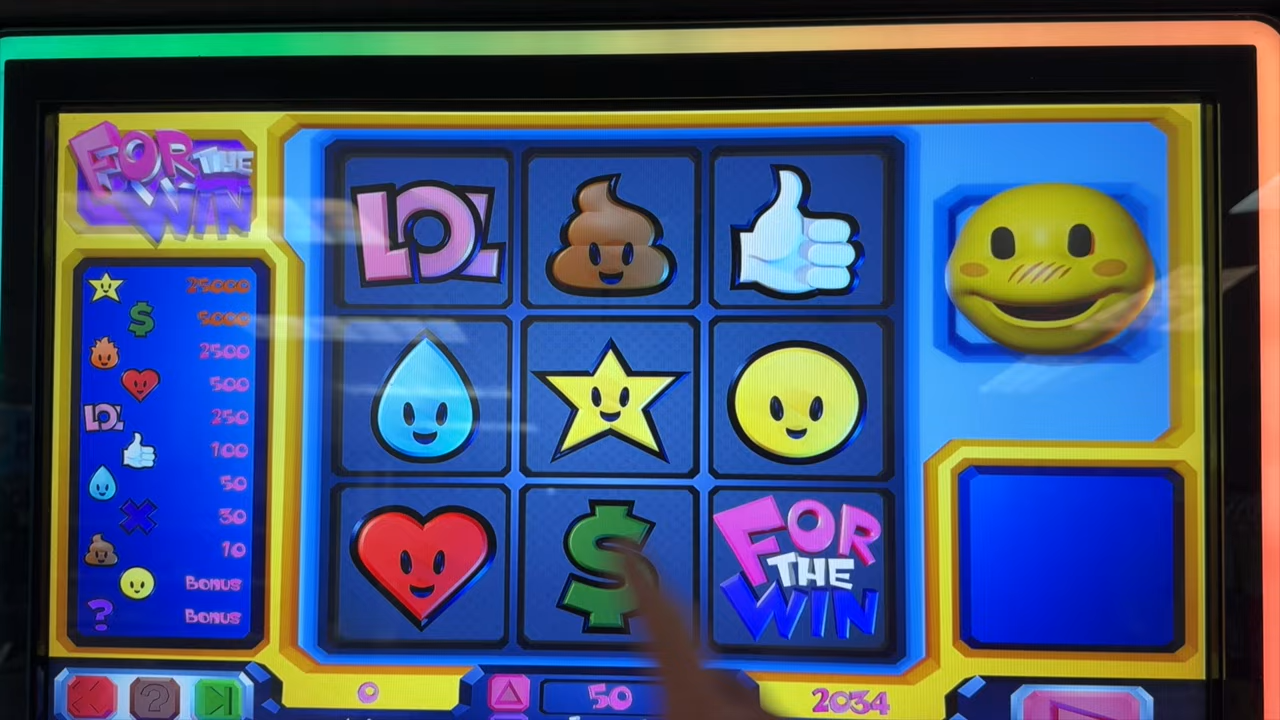 FOR THE WIN
25000
5000
2500
500
LOL 250
100
50
30
10
Bonus
? Bonus
LOL
$
FOR
THE
WIN
?
0
50
2034